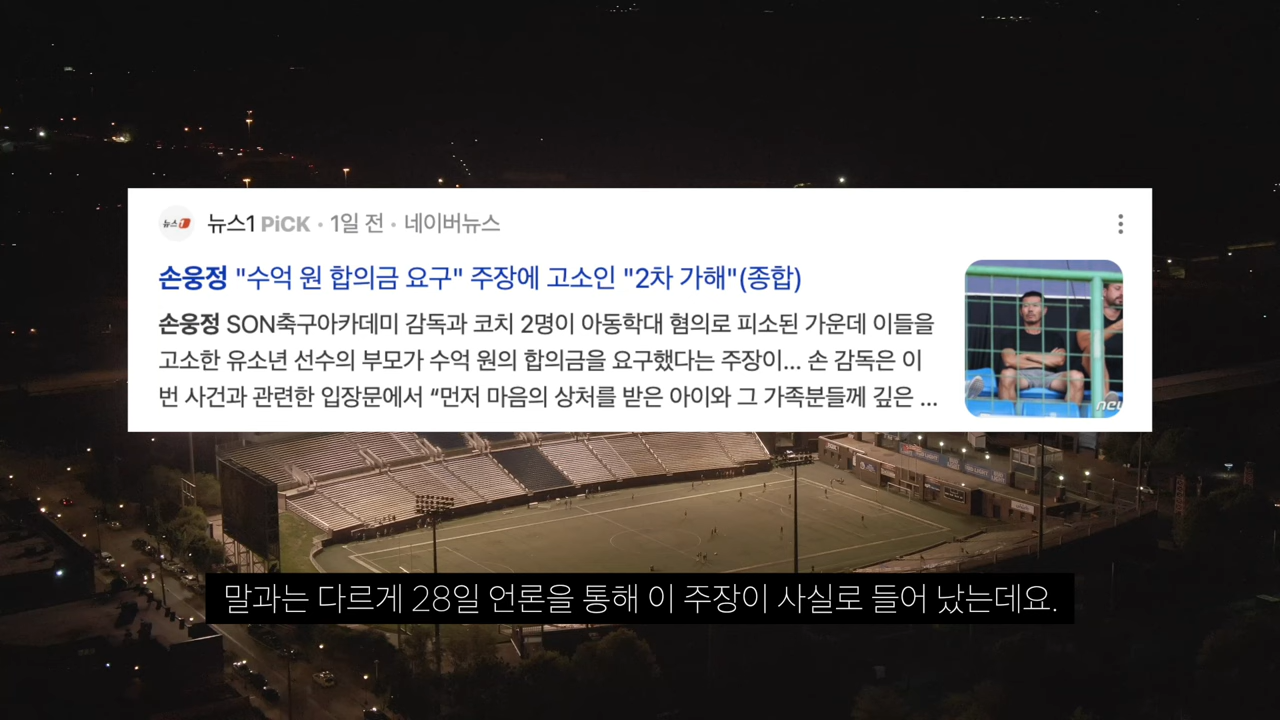 뉴스1
뉴스1 PiCK · 1일 전 · 네이버뉴스
손웅정 "수억 원 합의금 요구" 주장에 고소인 "2차 가해"(종합)
손웅정 SON축구아카데미 감독과 코치 2명이 아동학대 혐의로 피소된 가운데 이들을
고소한 유소년 선수의 부모가 수억 원의 합의금을 요구했다는 주장이... 손 감독은 이
번 사건과 관련한 입장문에서 “먼저 마음의 상처를 받은 아이와 그 가족분들께 깊은 ...
말과는 다르게 28일 언론을 통해 이 주장이 사실로 들어 났는데요.